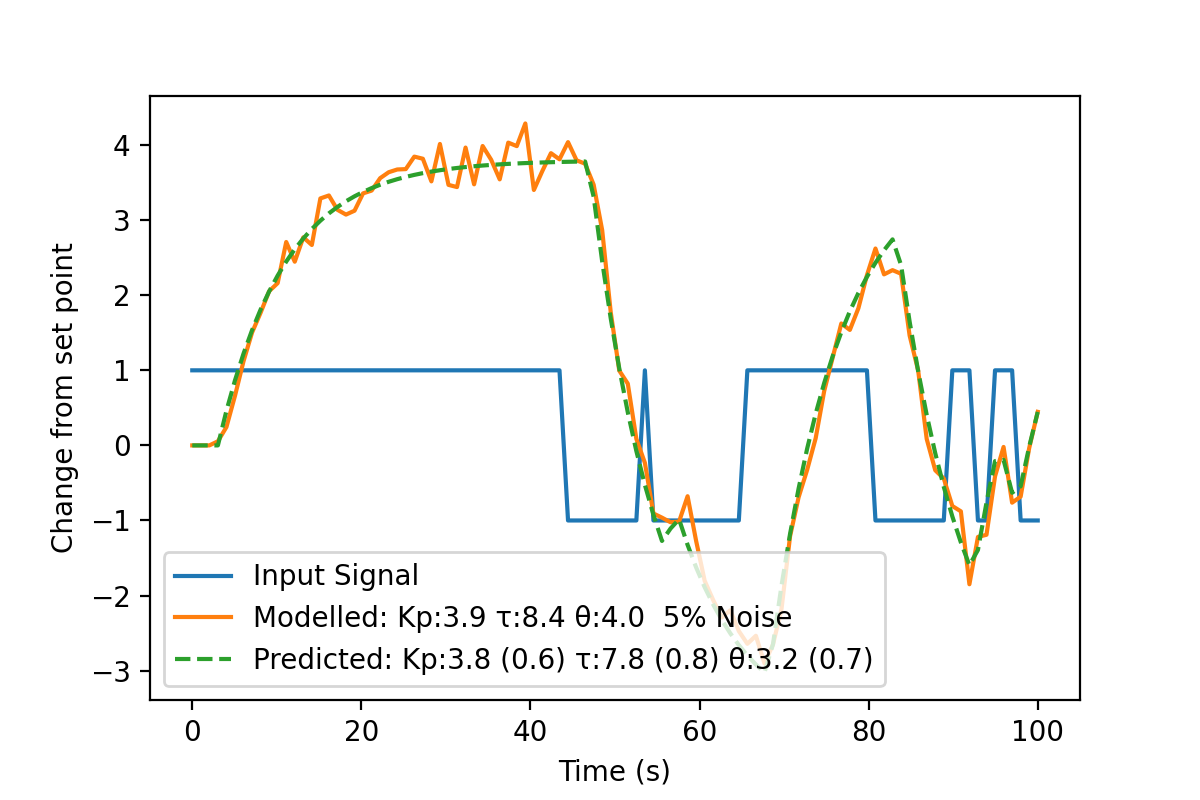 4
3
2
1
0
−1
−2
−3
Change from set point
Input Signal
Modelled: Kp:3.9 τ:8.4 θ:4.0  5% Noise
Predicted: Kp:3.8 (0.6) τ:7.8 (0.8) θ:3.2 (0.7)
0 20 40 60 80 100
Time (s)